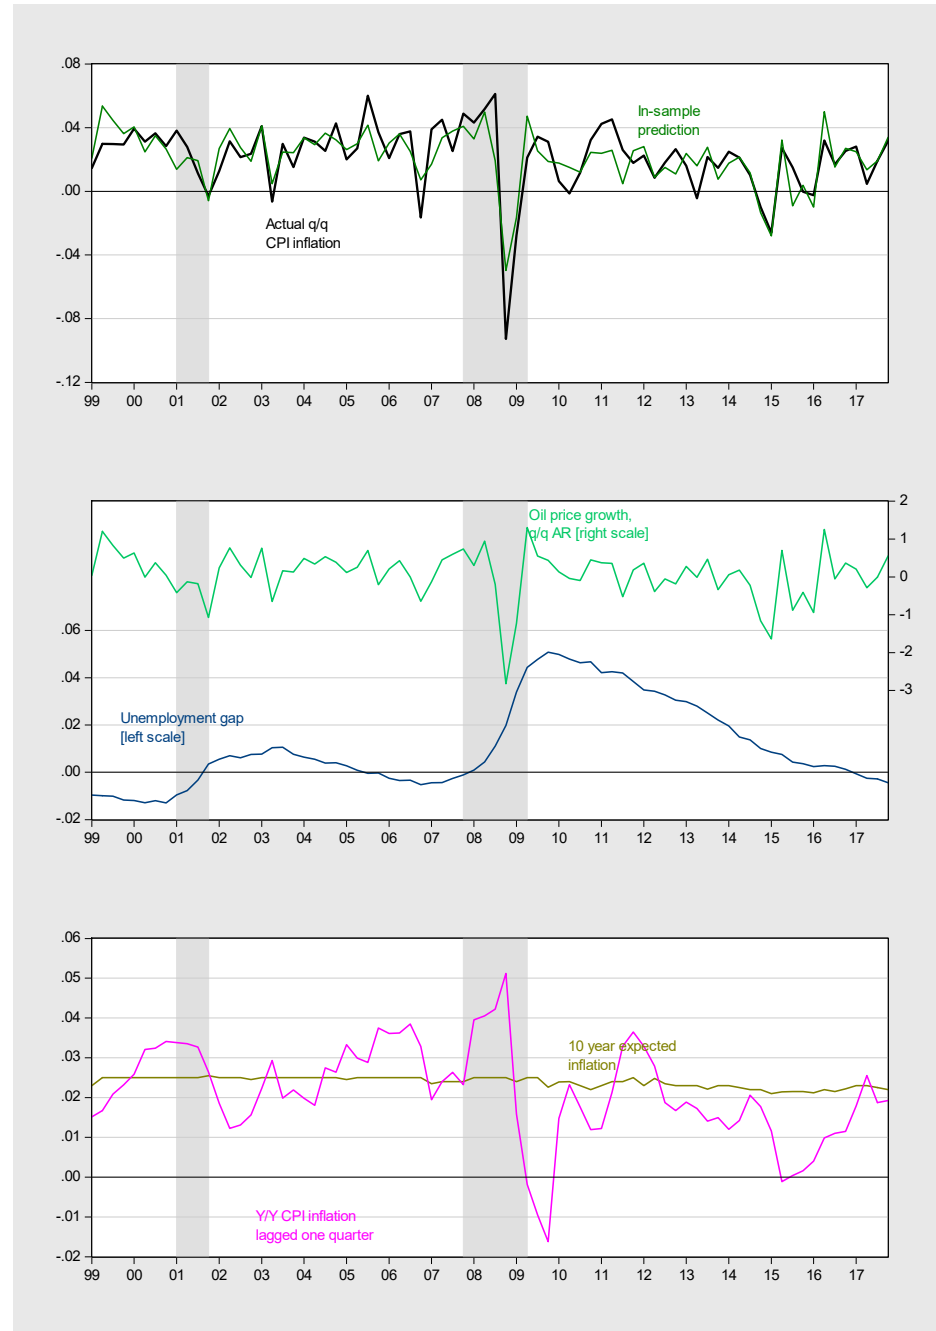 .08
.04
.00
-.04
-.08
-.12
In-sample
prediction
Actual q/q
CPI inflation
99 00 01 02 03 04 05 06 07 08 09 10 11 12 13 14 15 16 17
2
1
0
-1
-2
-3
Oil price growth,
q/q AR [right scale]
.06
.04
.02
.00
-.02
Unemployment gap
[left scale]
99 00 01 02 03 04 05 06 07 08 09 10 11 12 13 14 15 16 17
.06
.05
.04
.03
.02
.01
.00
-.01
-.02
10 year expected
inflation
Y/Y CPI inflation
lagged one quarter
99 00 01 02 03 04 05 06 07 08 09 10 11 12 13 14 15 16 17